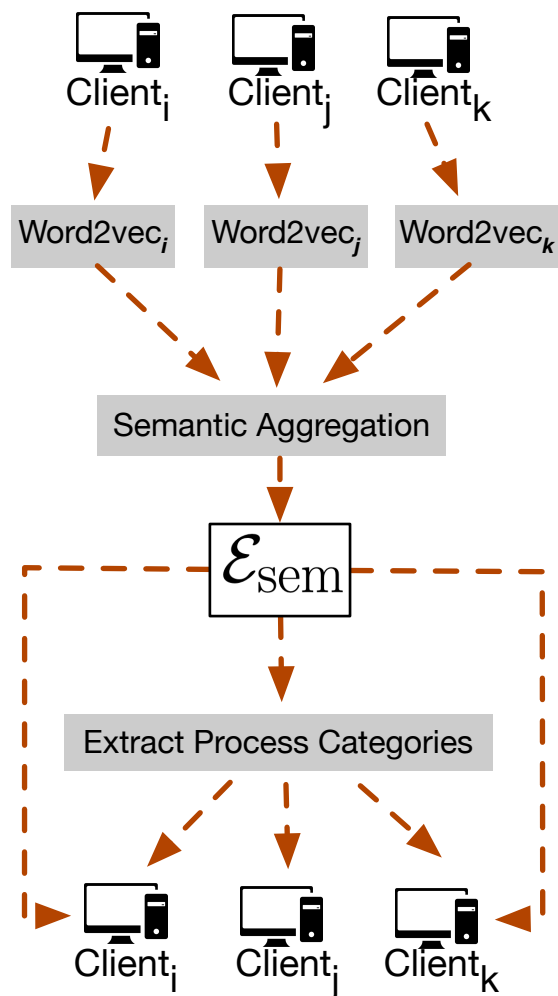 Client_i Client_j Client_k
Word2vec_i Word2vec_j Word2vec_k
Semantic Aggregation
ℰ_sem
Extract Process Categories
Client_i Client_j Client_k